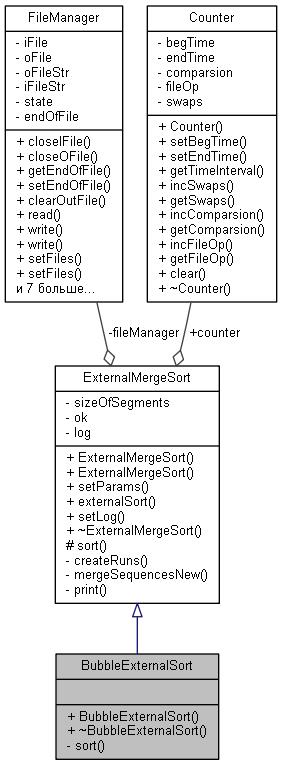 FileManager
- iFile
- oFile
- oFileStr
- iFileStr
- state
- endOfFile
+ closeIFile()
+ closeOFile()
+ getEndOfFile()
+ setEndOfFile()
+ clearOutFile()
+ read()
+ write()
+ write()
+ setFiles()
+ setFiles()
и 7 больше...
Counter
- begTime
- endTime
- comparsion
- fileOp
- swaps
+ Counter()
+ setBegTime()
+ setEndTime()
+ getTimeInterval()
+ incSwaps()
+ getSwaps()
+ incComparsion()
+ getComparsion()
+ incFileOp()
+ getFileOp()
+ clear()
+ ~Counter()
-fileManager
+counter
ExternalMergeSort
- sizeOfSegments
- ok
- log
+ ExternalMergeSort()
+ ExternalMergeSort()
+ setParams()
+ externalSort()
+ setLog()
+ ~ExternalMergeSort()
# sort()
- createRuns()
- mergeSequencesNew()
- print()
BubbleExternalSort
+ BubbleExternalSort()
+ ~BubbleExternalSort()
- sort()